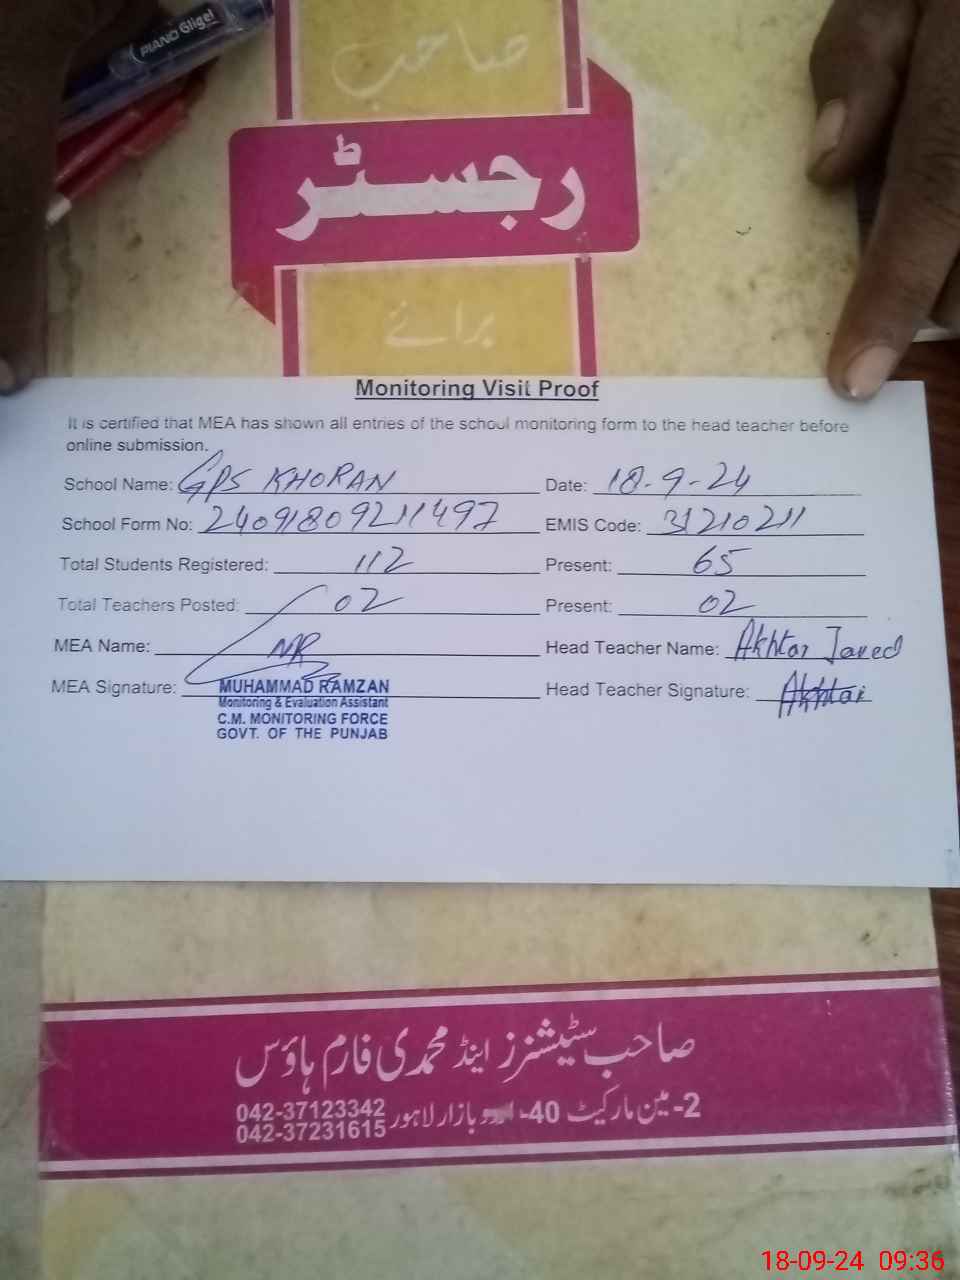 PIANO Gligel
صاحب
رجسٹر
برائے
Monitoring Visit Proof
It is certified that MEA has shown all entries of the school monitoring form to the head teacher before
online submission.
School Name: GPS KHORAN Date: 18-9-24
School Form No: 24091809211497 EMIS Code: 31210211
Total Students Registered: 112 Present: 65
Total Teachers Posted: 02 Present: 02
MEA Name: MR Head Teacher Name: Akhtar Javed
MEA Signature: Head Teacher Signature: Akhtar
MUHAMMAD RAMZAN
Monitoring & Evaluation Assistant
C.M. MONITORING FORCE
GOVT. OF THE PUNJAB
صاحب سٹیشنرز اینڈ محمدی فارم ہاؤس
2-مین مارکیٹ 40-اردو بازار لاہور 042-37123342
042-37231615
18-09-24 09:36